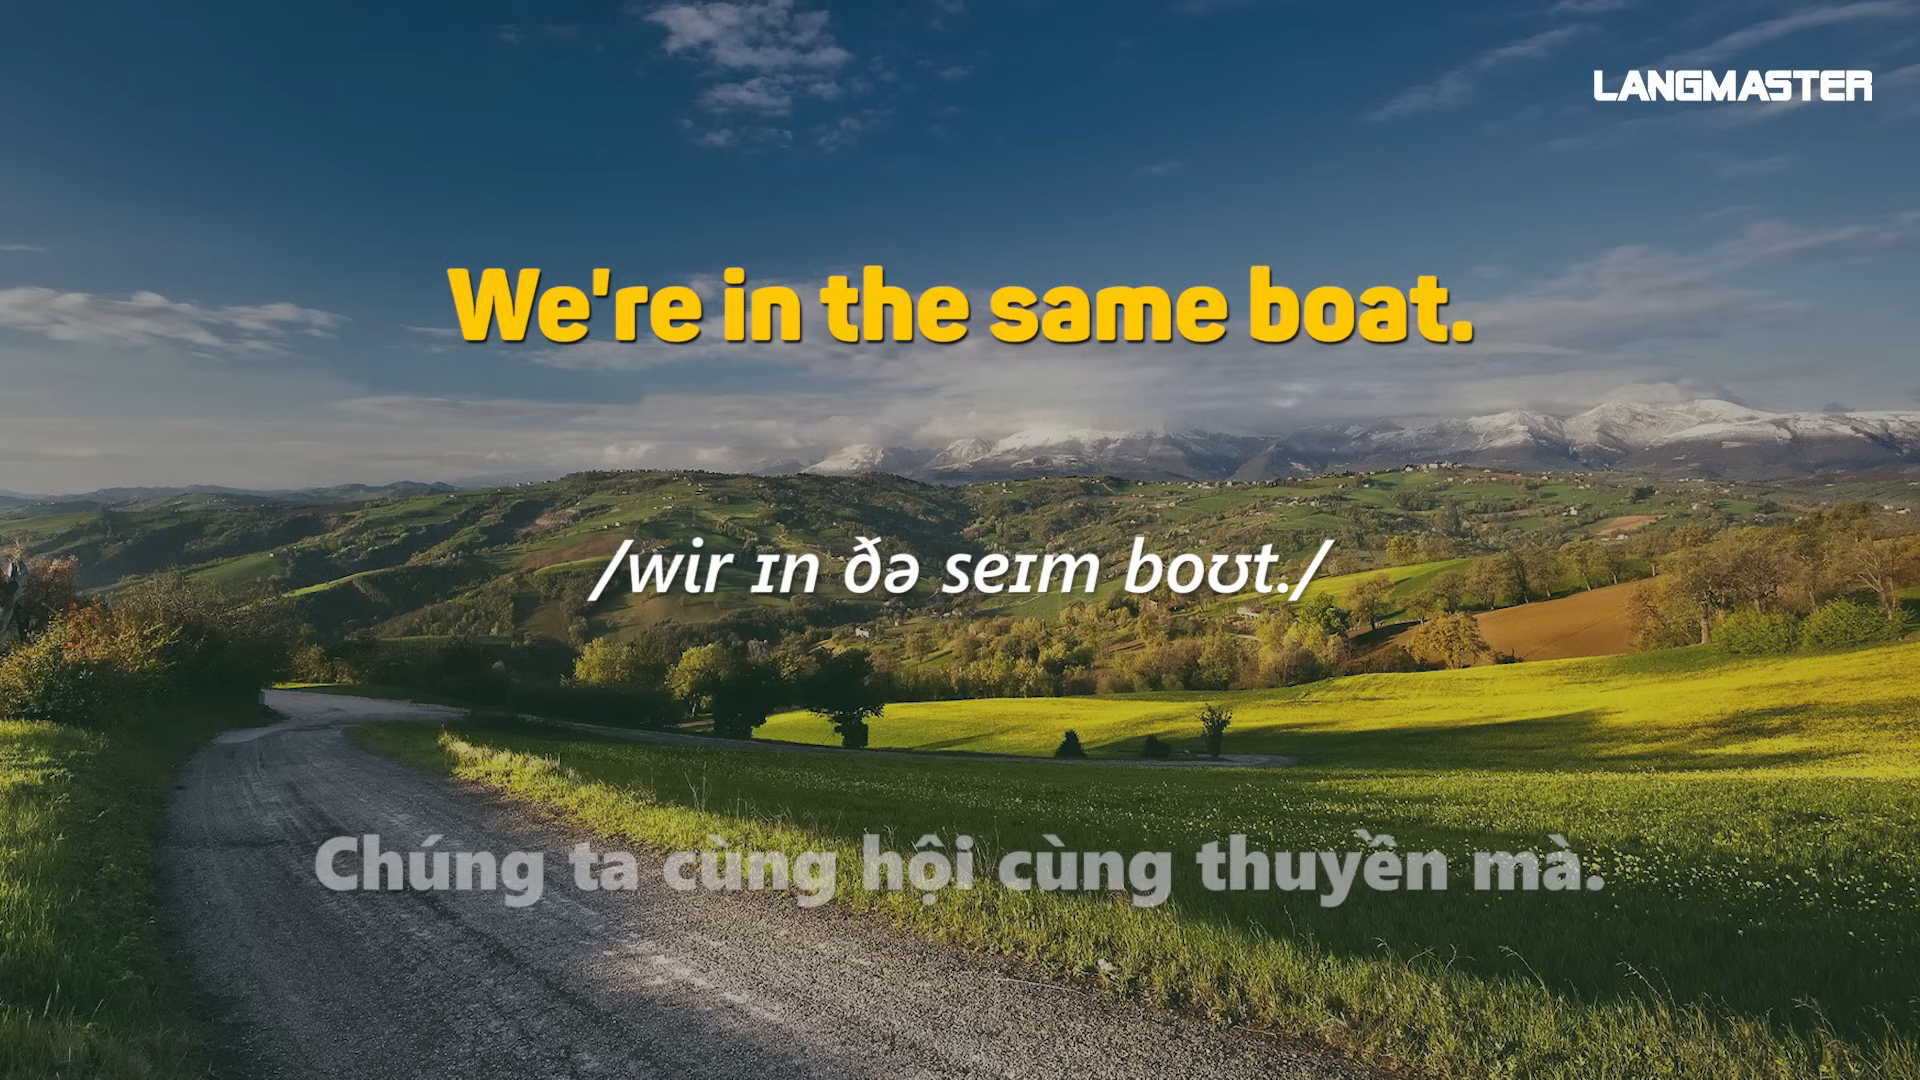 LANGMASTER
We're in the same boat.
/wir ɪn ðə seɪm boʊt./
Chúng ta cùng hội cùng thuyền mà.